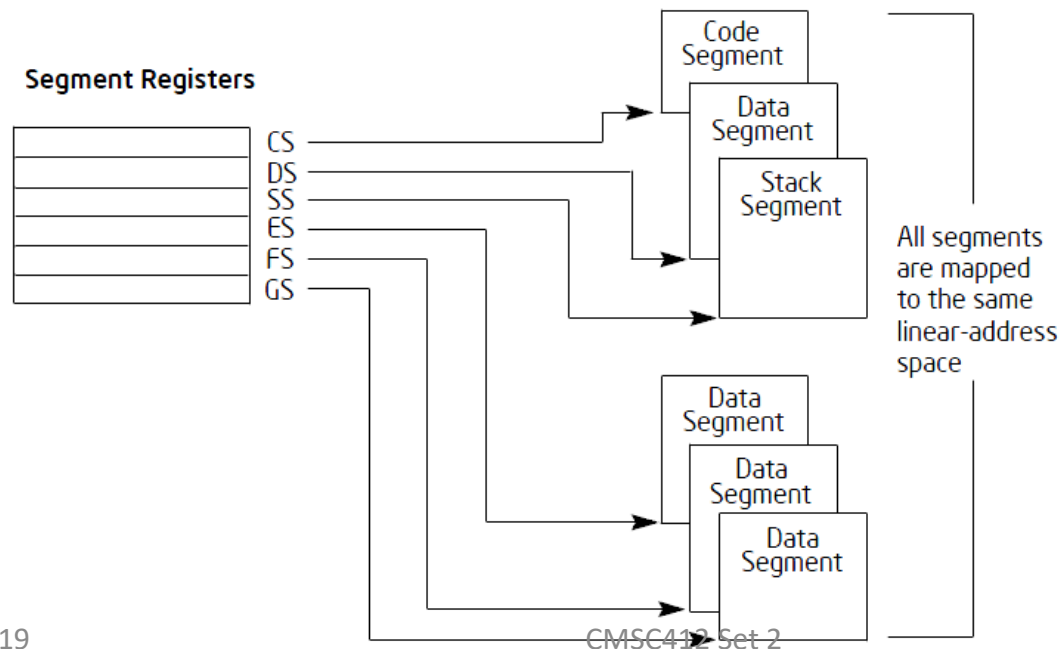 Segment Registers
CS
DS
SS
ES
FS
GS
Code
Segment
Data
Segment
Stack
Segment
Data
Segment
Data
Segment
Data
Segment
All segments
are mapped
to the same
linear-address
space
19
CMSC412 Set 2